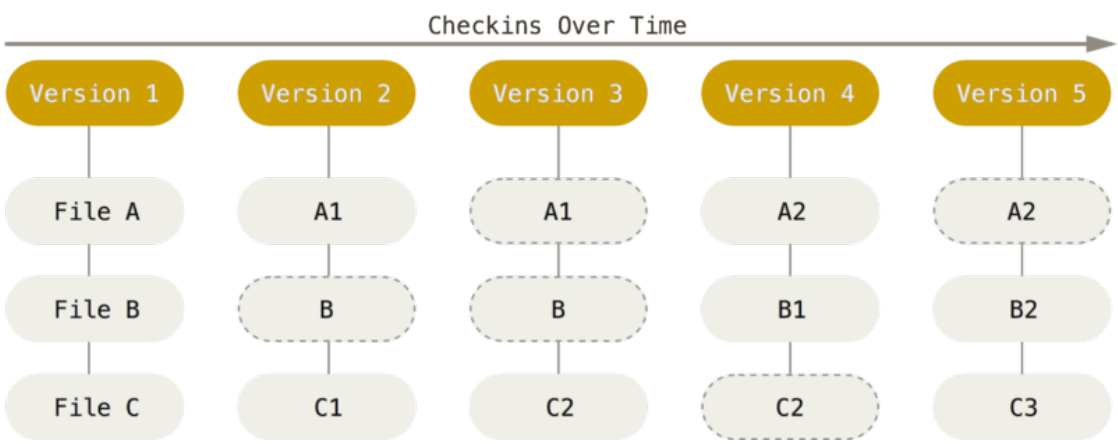 Checkins Over Time
Version 1 Version 2 Version 3 Version 4 Version 5
File A A1 A1 A2 A2
File B B B B1 B2
File C C1 C2 C2 C3